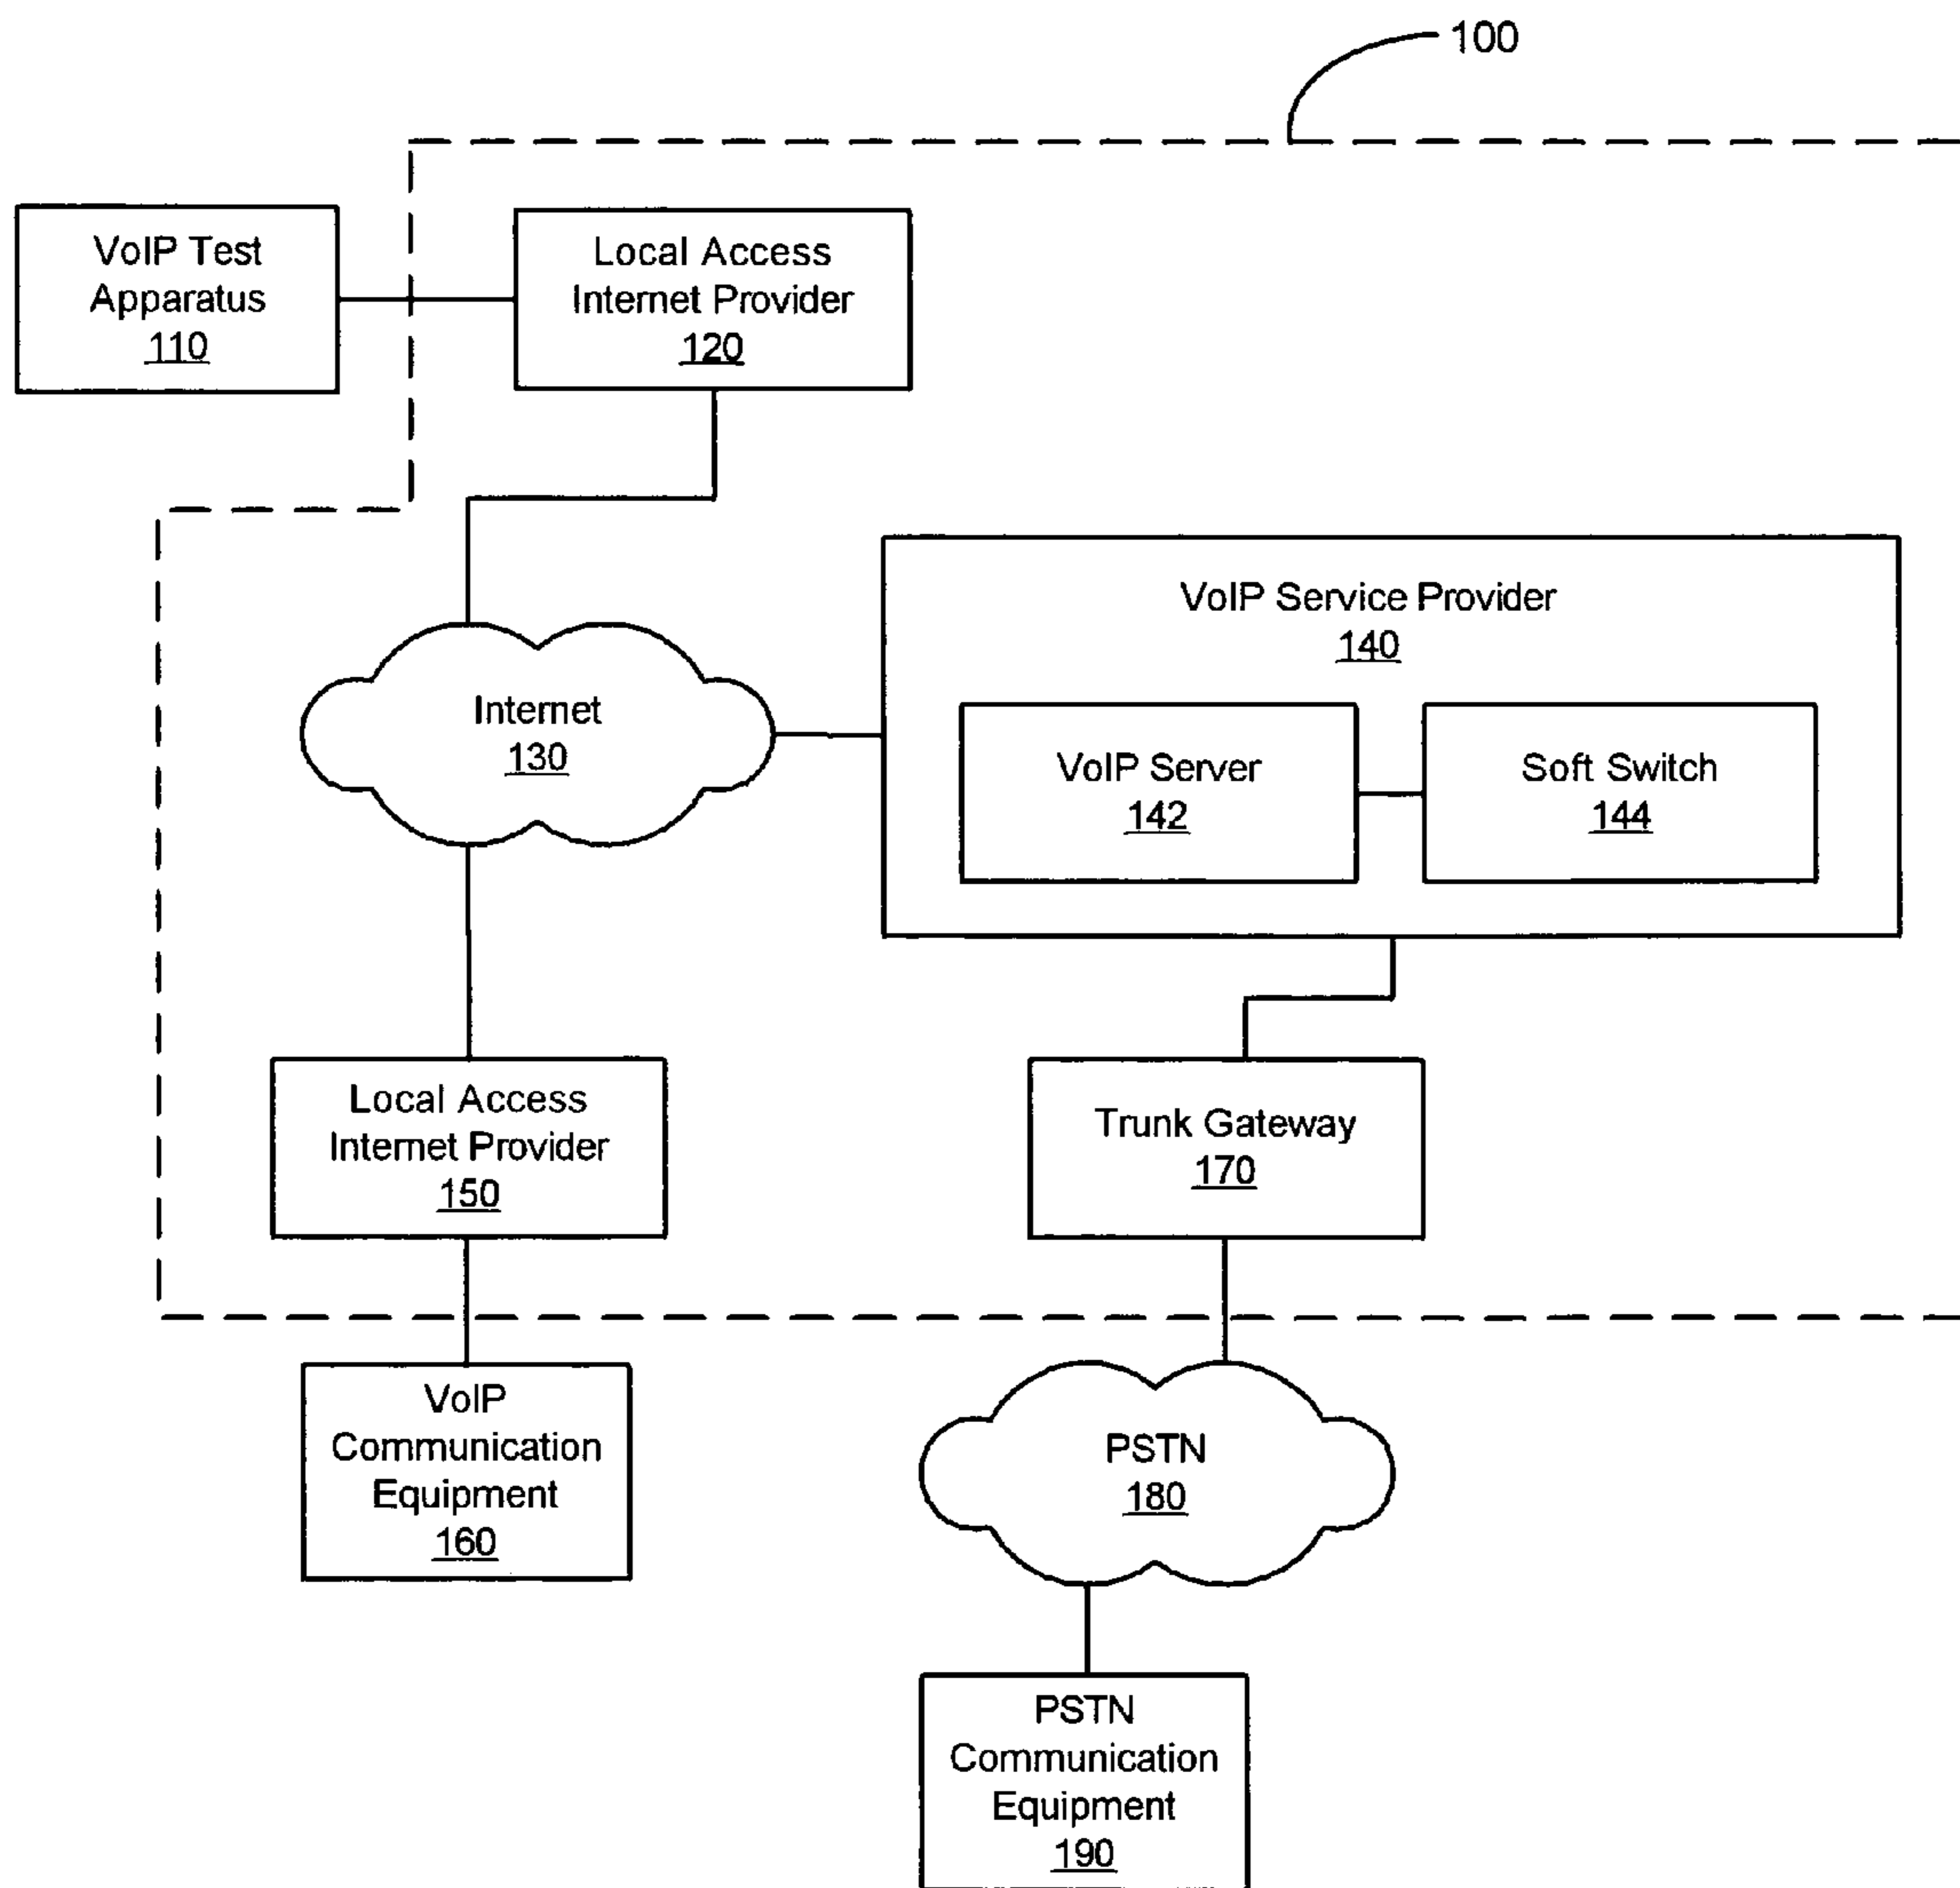 100
VoIP Test
Apparatus
110
Local Access
Internet Provider
120
VoIP Service Provider
140
Internet
130
VoIP Server
142
Soft Switch
144
Local Access
Internet Provider
150
Trunk Gateway
170
VoIP
Communication
Equipment
160
PSTN
180
PSTN
Communication
Equipment
190